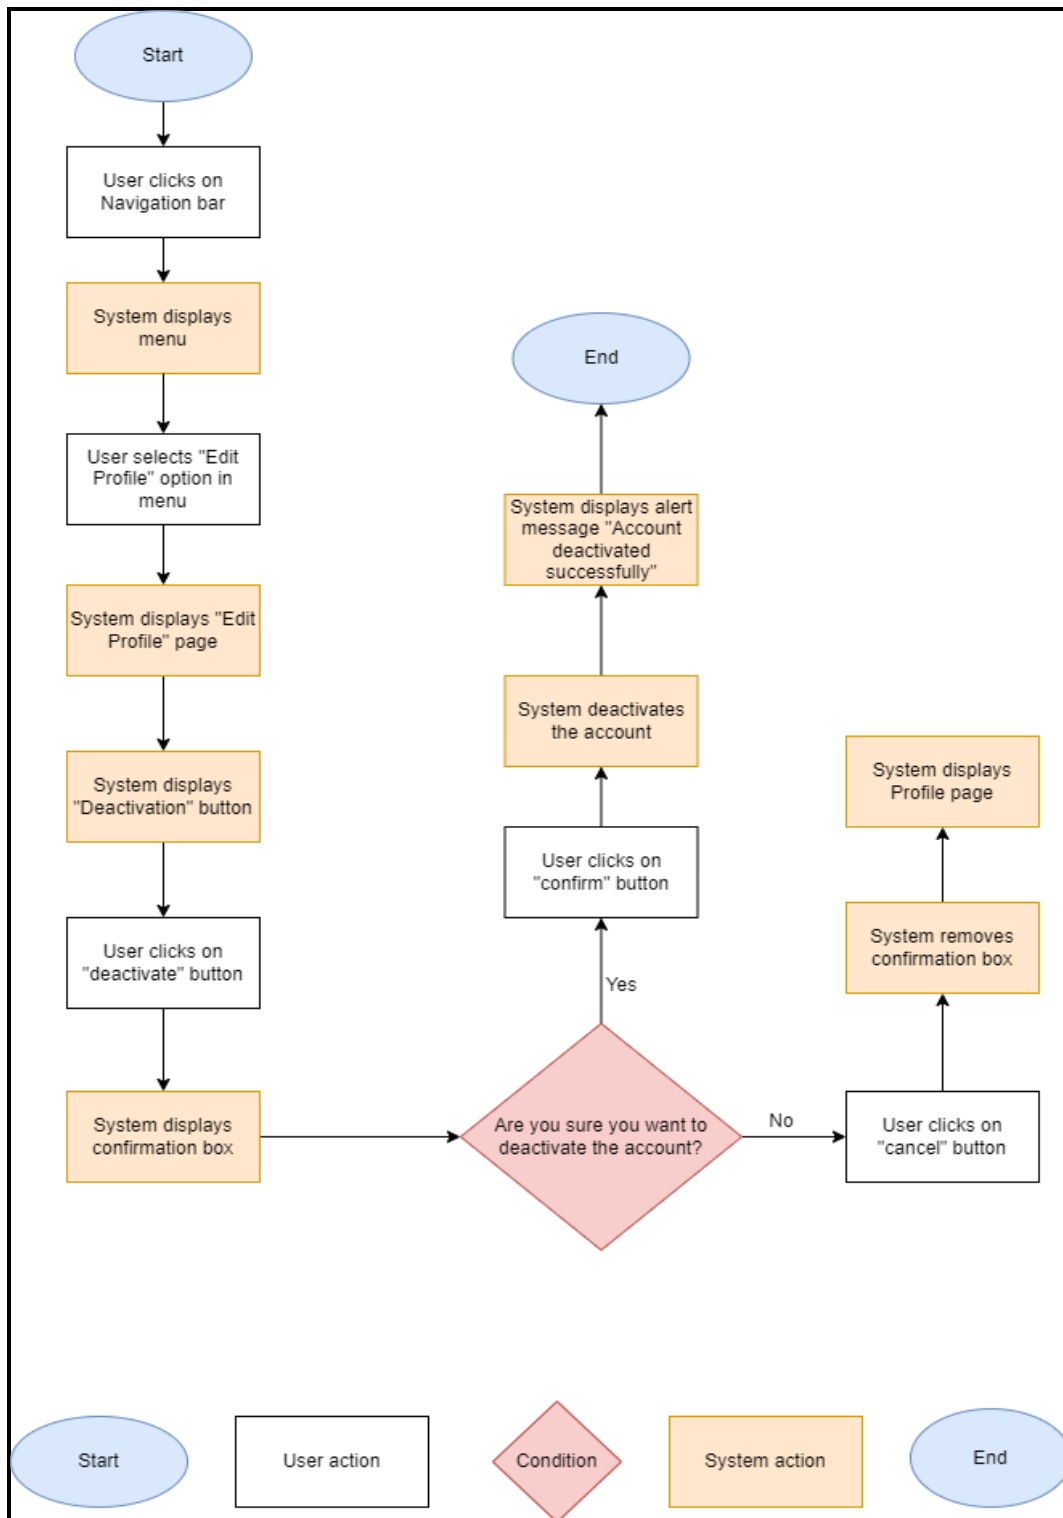 Start
User clicks on
Navigation bar
System displays
menu
User selects "Edit
Profile" option in
menu
System displays "Edit
Profile" page
System displays
"Deactivation" button
User clicks on
"deactivate" button
System displays
confirmation box
Are you sure you want to
deactivate the account?
Yes
User clicks on
"confirm" button
System deactivates
the account
System displays alert
message "Account
deactivated
successfully"
End
No
User clicks on
"cancel" button
System removes
confirmation box
System displays
Profile page
Start
User action
Condition
System action
End